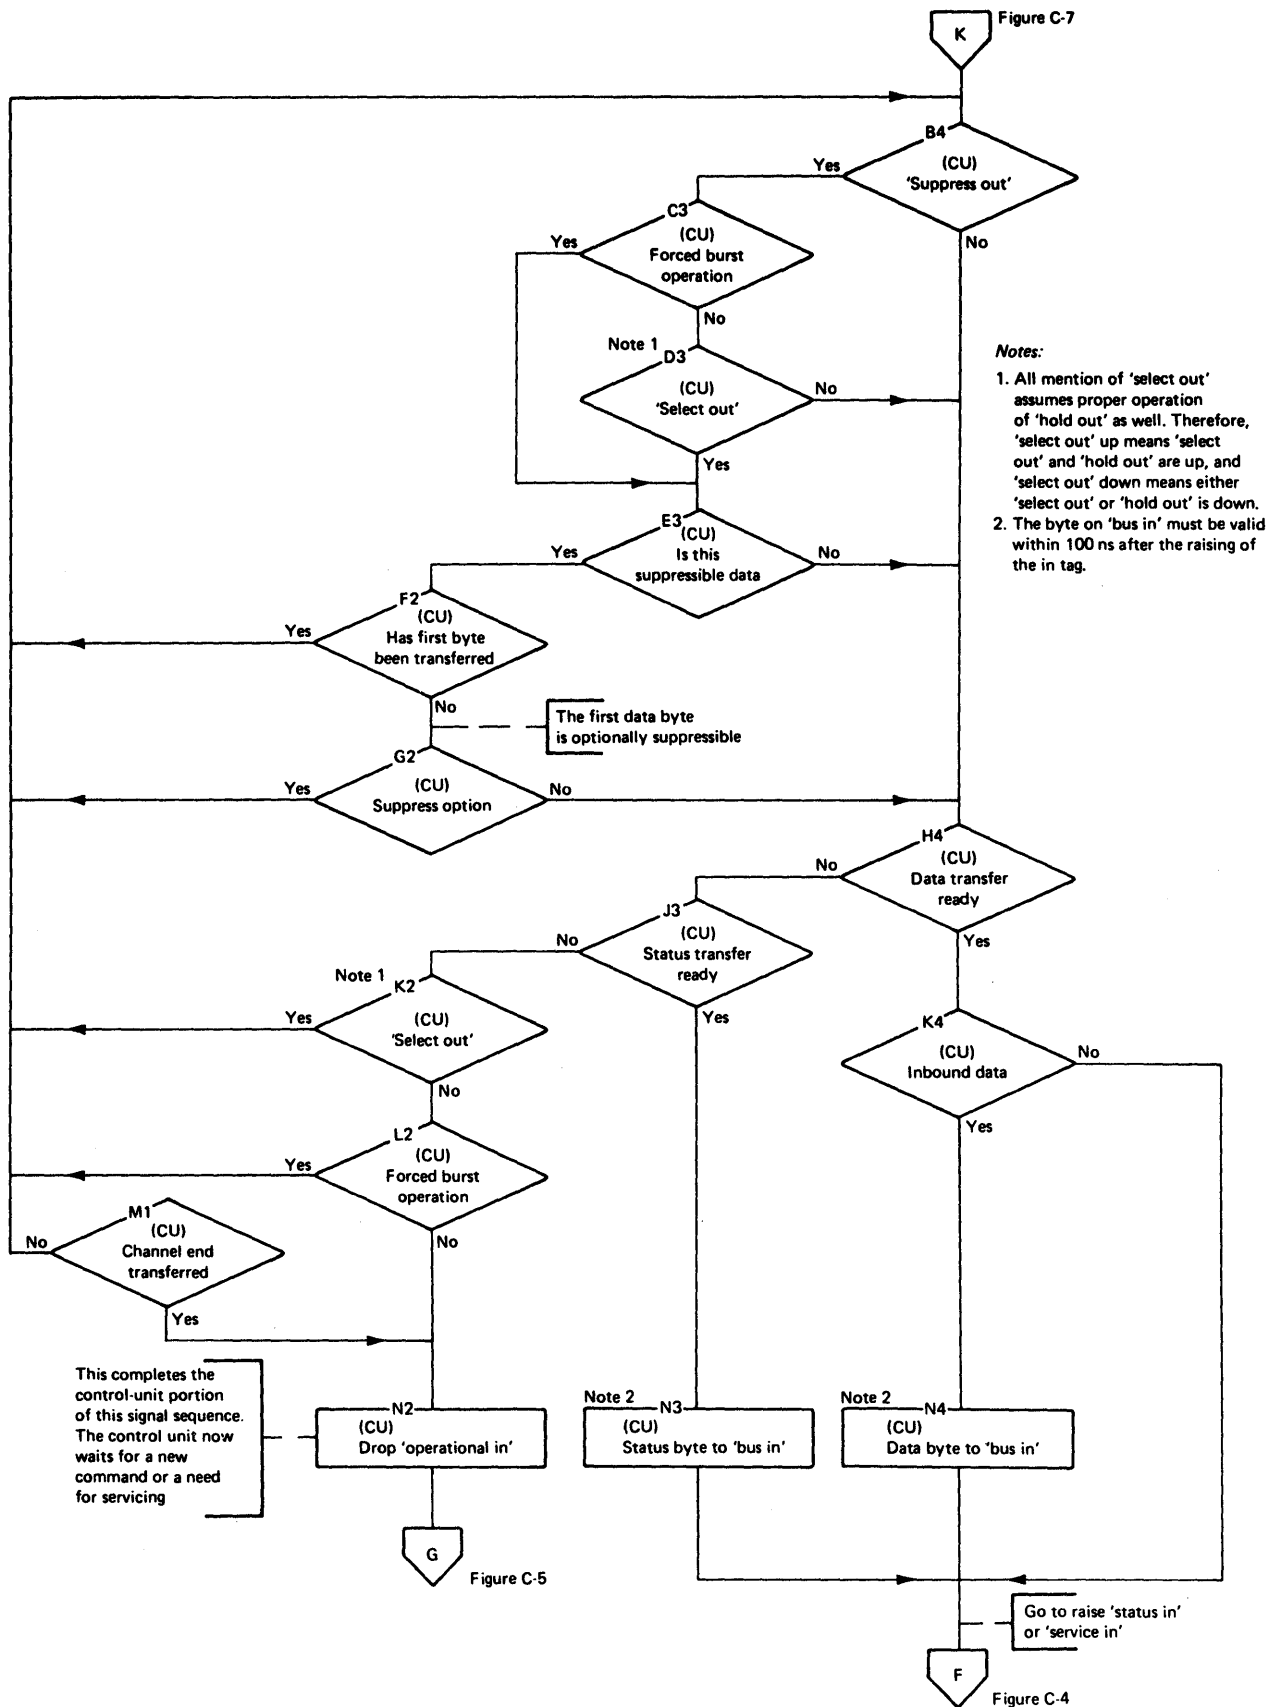 K
Figure C-7
B4
(CU)
'Suppress out'
Yes
No
C3
(CU)
Forced burst
operation
Yes
No
Note 1
D3
(CU)
'Select out'
No
Yes
Notes:
1. All mention of 'select out'
assumes proper operation
of 'hold out' as well. Therefore,
'select out' up means 'select
out' and 'hold out' are up, and
'select out' down means either
'select out' or 'hold out' is down.
2. The byte on 'bus in' must be valid
within 100 ns after the raising of
the in tag.
E3
(CU)
Is this
suppressible data
Yes
No
F2
(CU)
Has first byte
been transferred
Yes
No
The first data byte
is optionally suppressible
G2
(CU)
Suppress option
Yes
No
H4
(CU)
Data transfer
ready
No
Yes
J3
(CU)
Status transfer
ready
No
Yes
Note 1
K2
(CU)
'Select out'
Yes
No
K4
(CU)
Inbound data
No
Yes
L2
(CU)
Forced burst
operation
Yes
No
M1
(CU)
Channel end
transferred
No
Yes
This completes the
control-unit portion
of this signal sequence.
The control unit now
waits for a new
command or a need
for servicing
N2
(CU)
Drop 'operational in'
Note 2
N3
(CU)
Status byte to 'bus in'
Note 2
N4
(CU)
Data byte to 'bus in'
G
Figure C-5
Go to raise 'status in'
or 'service in'
F
Figure C-4